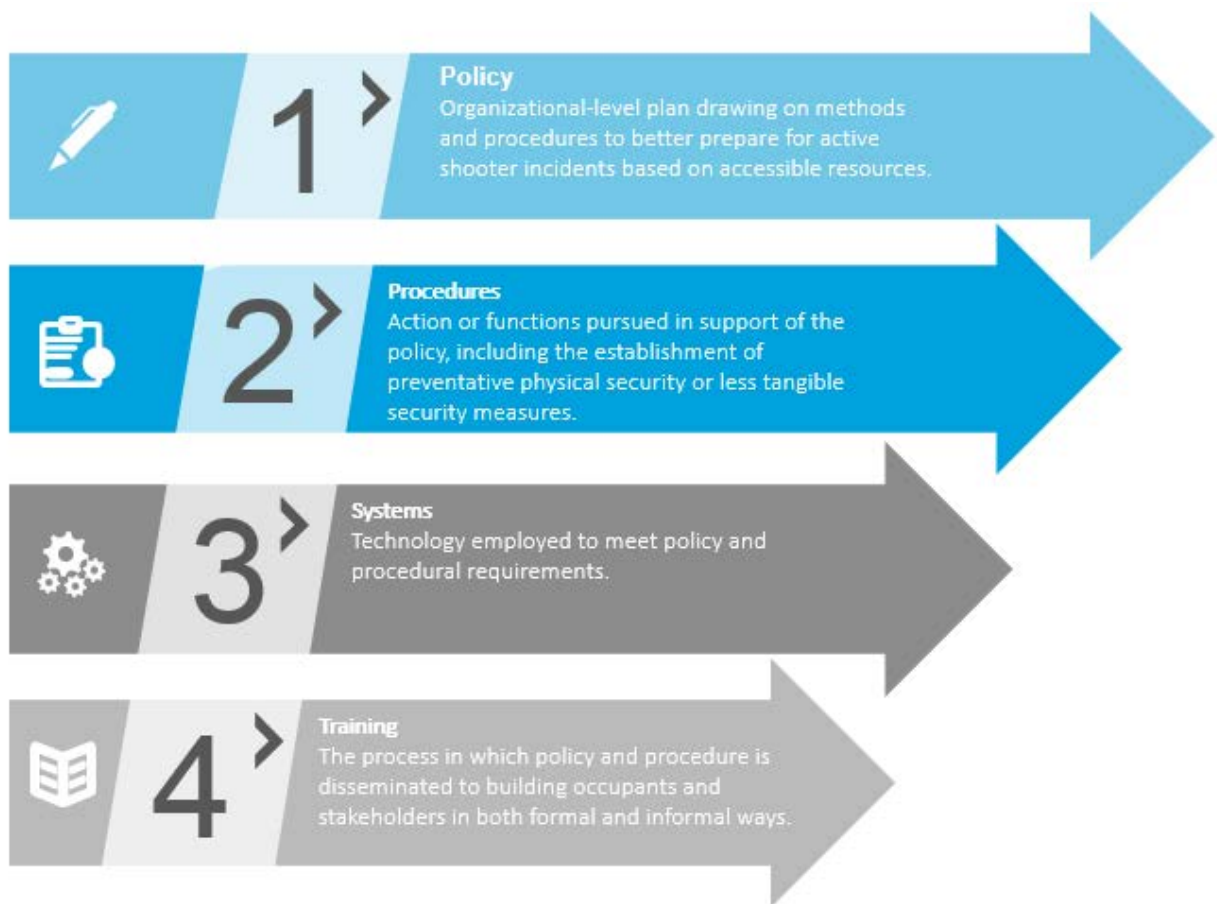 1
Policy
Organizational-level plan drawing on methods
and procedures to better prepare for active
shooter incidents based on accessible resources.
2
Procedures
Action or functions pursued in support of the
policy, including the establishment of
preventative physical security or less tangible
security measures.
3
Systems
Technology employed to meet policy and
procedural requirements.
4
Training
The process in which policy and procedure is
disseminated to building occupants and
stakeholders in both formal and informal ways.